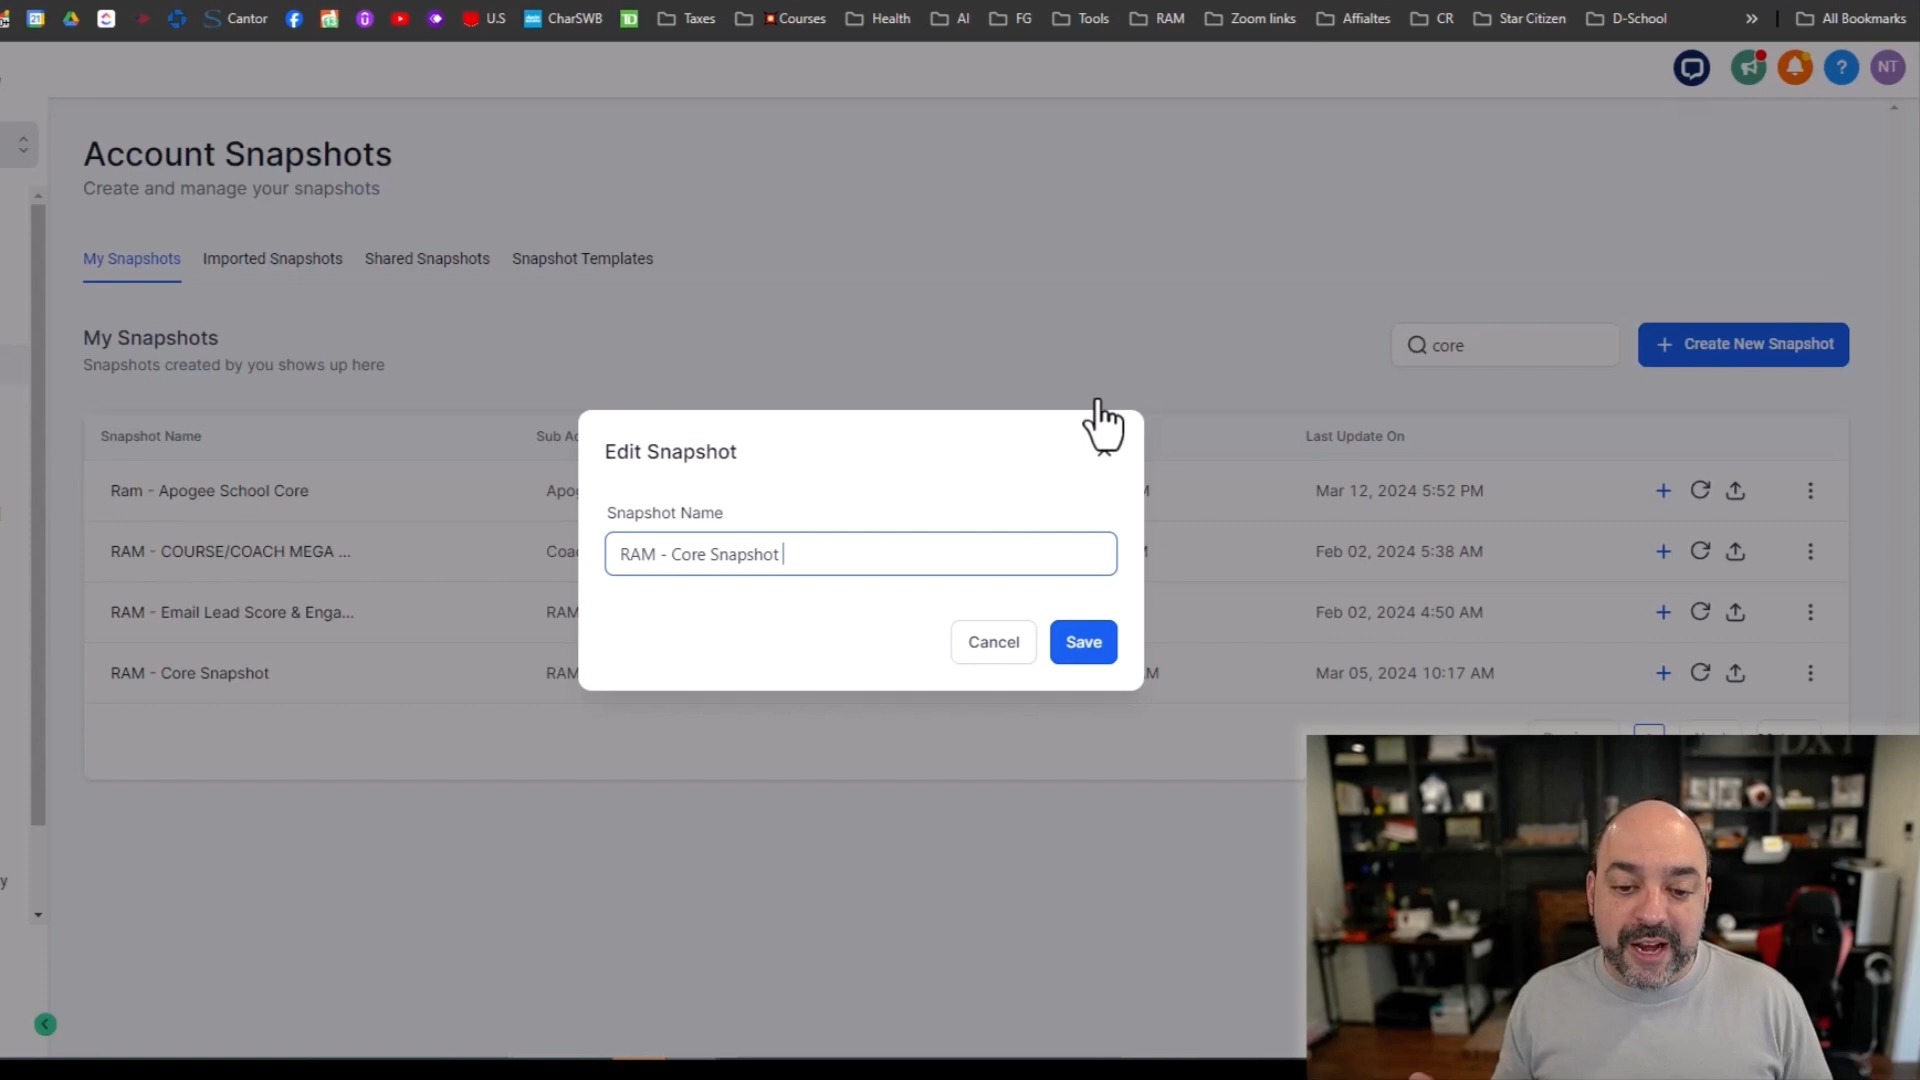 Cantor U.S CharSWB TD Taxes Courses Health AI FG Tools RAM Zoom links Affialtes CR Star Citizen D-School » All Bookmarks
NT
Account Snapshots
Create and manage your snapshots
My Snapshots Imported Snapshots Shared Snapshots Snapshot Templates
My Snapshots
Snapshots created by you shows up here
core
+ Create New Snapshot
Snapshot Name Sub Ac Last Update On
Ram - Apogee School Core Apog M Mar 12, 2024 5:52 PM
RAM - COURSE/COACH MEGA ... Coa Feb 02, 2024 5:38 AM
RAM - Email Lead Score & Enga... RAM Feb 02, 2024 4:50 AM
RAM - Core Snapshot RAM M Mar 05, 2024 10:17 AM
Edit Snapshot
Snapshot Name
RAM - Core Snapshot
Cancel Save
y